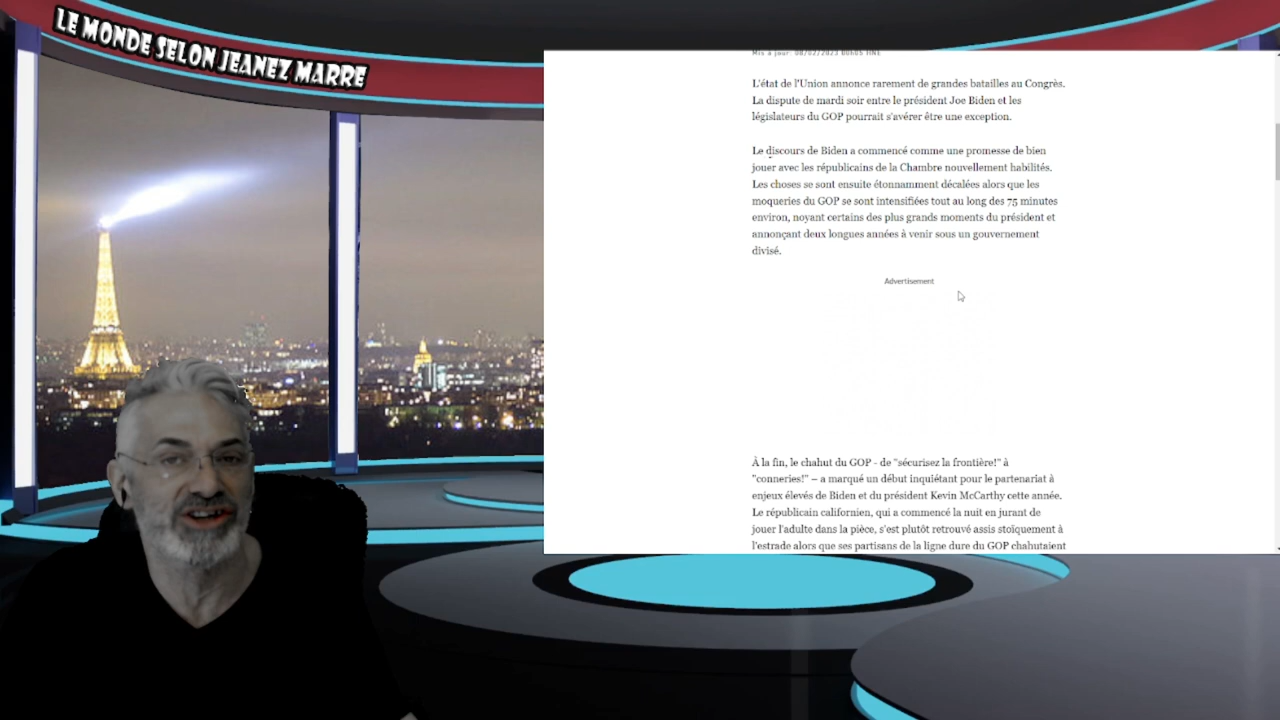 LE MONDE SELON JEANEZ MARRE
Mis à jour: 08/02/2023 00h05 HNE
L'état de l'Union annonce rarement de grandes batailles au Congrès.
La dispute de mardi soir entre le président Joe Biden et les
législateurs du GOP pourrait s'avérer être une exception.
Le discours de Biden a commencé comme une promesse de bien
jouer avec les républicains de la Chambre nouvellement habilités.
Les choses se sont ensuite étonnamment décalées alors que les
moqueries du GOP se sont intensifiées tout au long des 75 minutes
environ, noyant certains des plus grands moments du président et
annonçant deux longues années à venir sous un gouvernement
divisé.
Advertisement
À la fin, le chahut du GOP - de "sécurisez la frontière!" à
"conneries!" – a marqué un début inquiétant pour le partenariat à
enjeux élevés de Biden et du président Kevin McCarthy cette année.
Le républicain californien, qui a commencé la nuit en jurant de
jouer l'adulte dans la pièce, s'est plutôt retrouvé assis stoïquement à
l'estrade alors que ses partisans de la ligne dure du GOP chahutaient